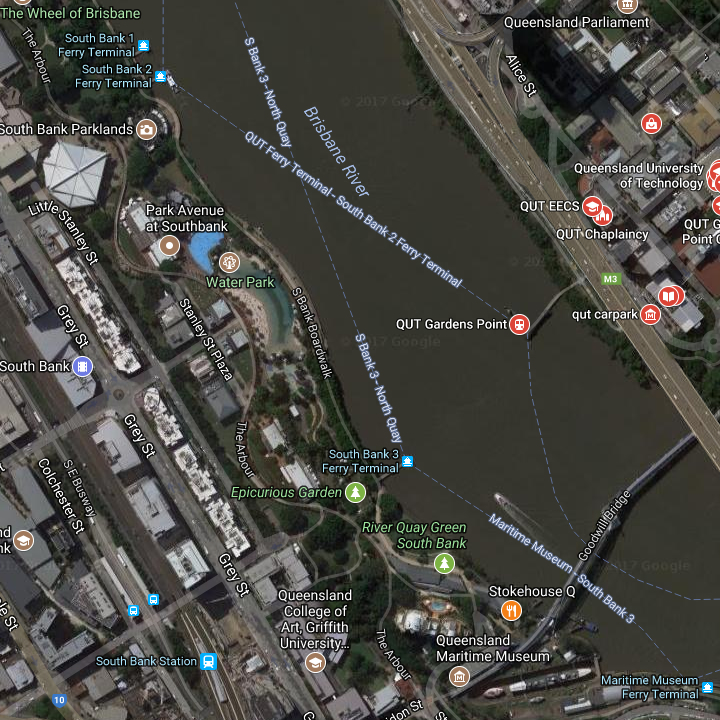 The Wheel of Brisbane
Queensland Parliament
The Arbour
South Bank 1
Ferry Terminal
South Bank 2
Ferry Terminal
S Bank 3 - North Quay
Alice St
© 2017 Google
Brisbane River
South Bank Parklands
QUT Ferry Terminal - South Bank 2 Ferry Terminal
Queensland University
of Technology
Little Stanley St
Park Avenue
at Southbank
QUT EECS
QUT Chaplaincy
QUT G
Point C
Water Park
M3
S Bank Boardwalk
Stanley St Plaza
Grey St
QUT Gardens Point
qut carpark
South Bank
S Bank 3 - North Quay
Grey St
The Arbour
South Bank 3
Ferry Terminal
S E Busway
Colchester St
Epicurious Garden
River Quay Green
South Bank
Maritime Museum - South Bank 3
Goodwill Bridge
Grey St
Queensland
College of
Art, Griffith
University...
Stokehouse Q
The Arbour
Queensland
Maritime Museum
South Bank Station
Maritime Museum
Ferry Terminal
10